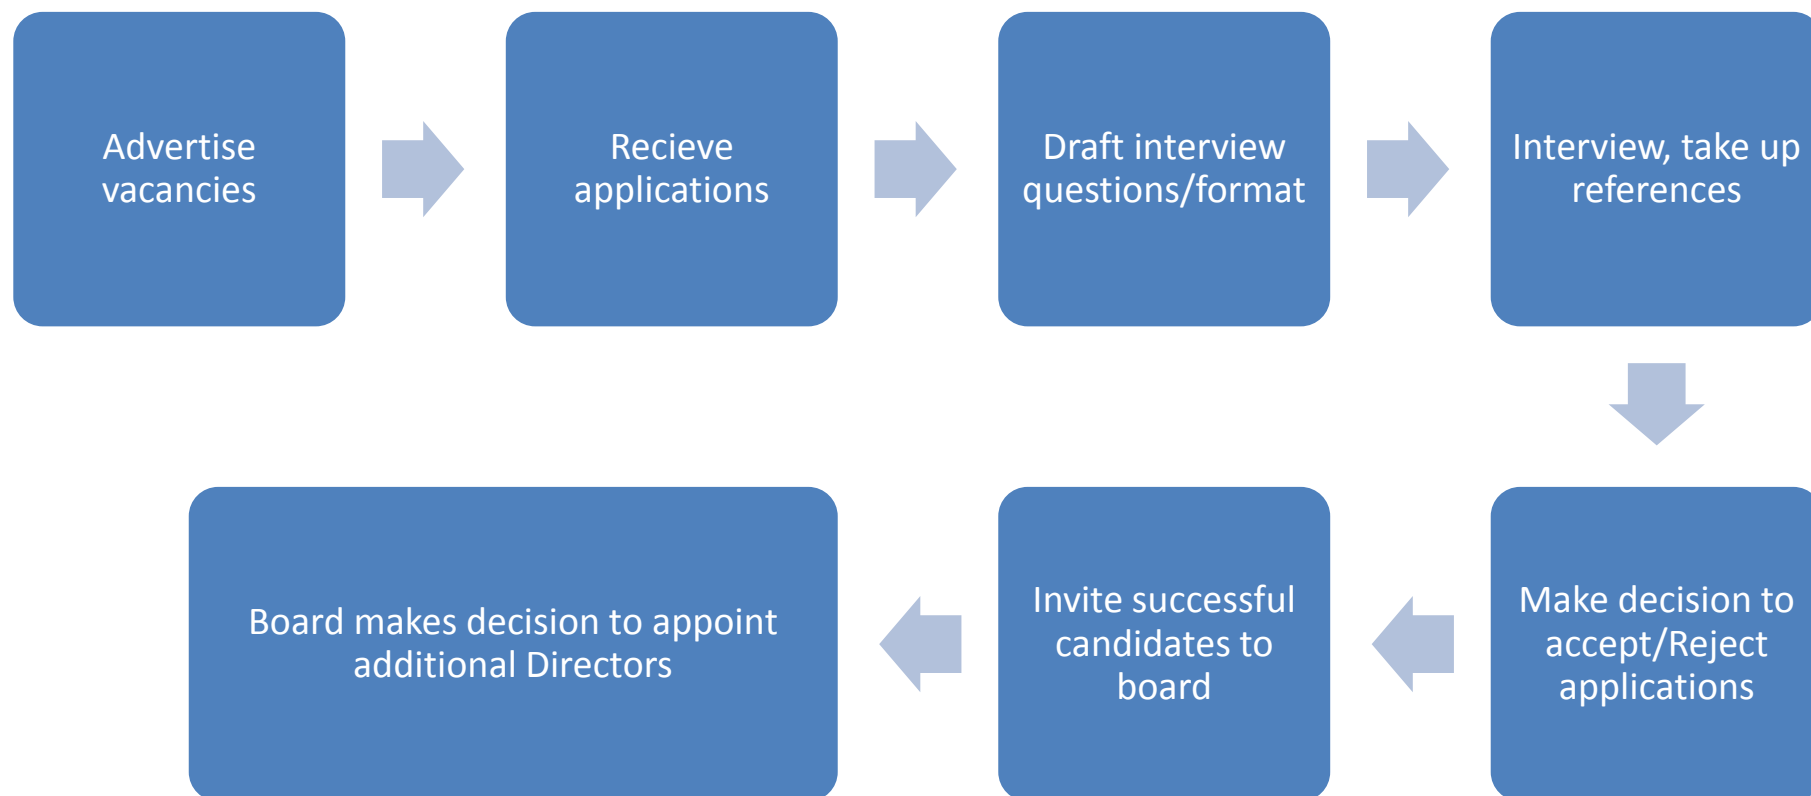 Advertise
vacancies
Recieve
applications
Draft interview
questions/format
Interview, take up
references
Make decision to
accept/Reject
applications
Invite successful
candidates to
board
Board makes decision to appoint
additional Directors